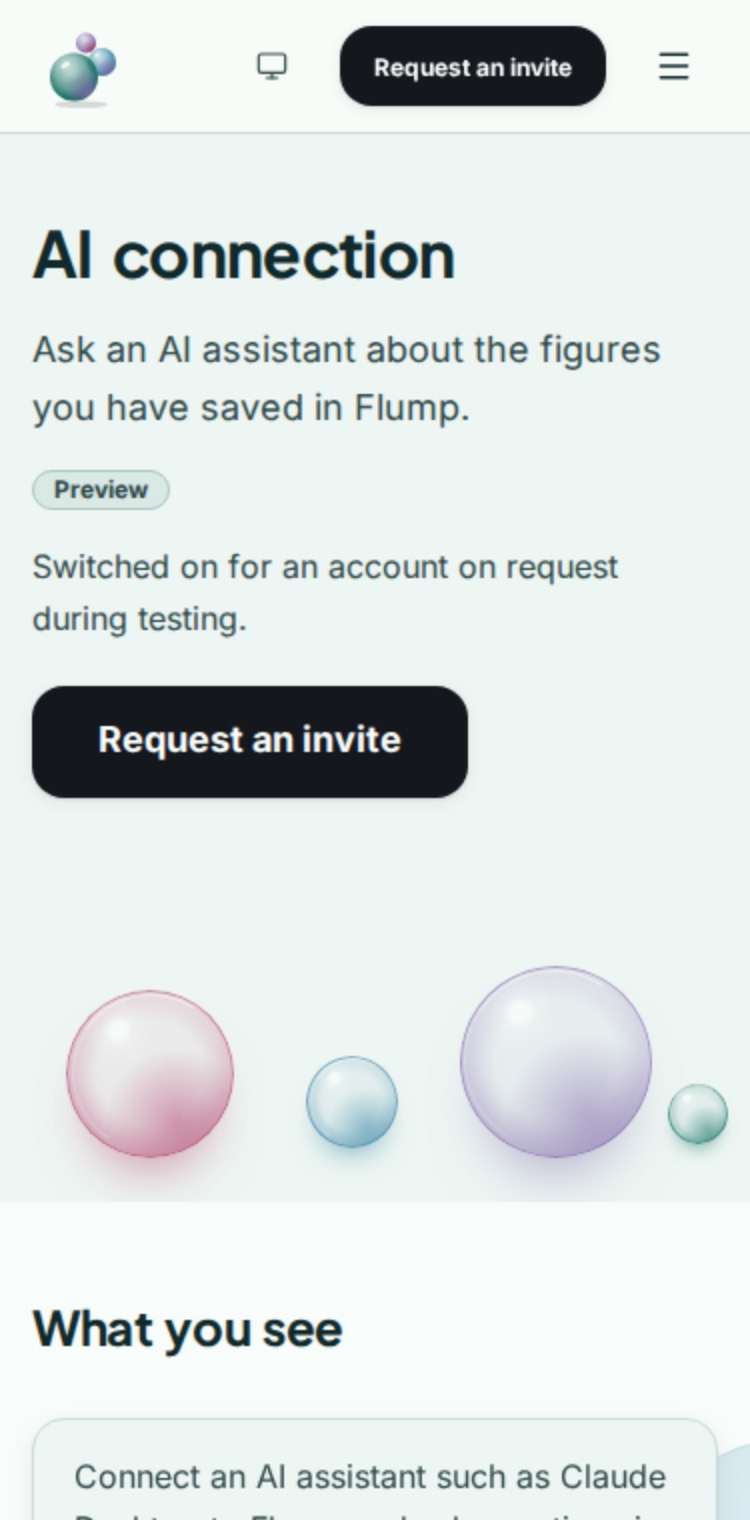 Request an invite
AI connection
Ask an AI assistant about the figures
you have saved in Flump.
Preview
Switched on for an account on request
during testing.
Request an invite
What you see
Connect an AI assistant such as Claude